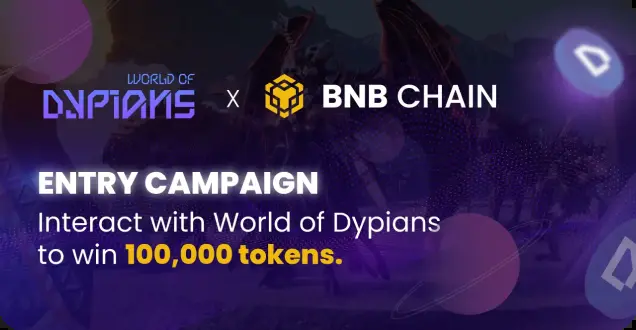 WORLD OF
DYPIANS X BNB CHAIN
ENTRY CAMPAIGN
Interact with World of Dypians
to win 100,000 tokens.